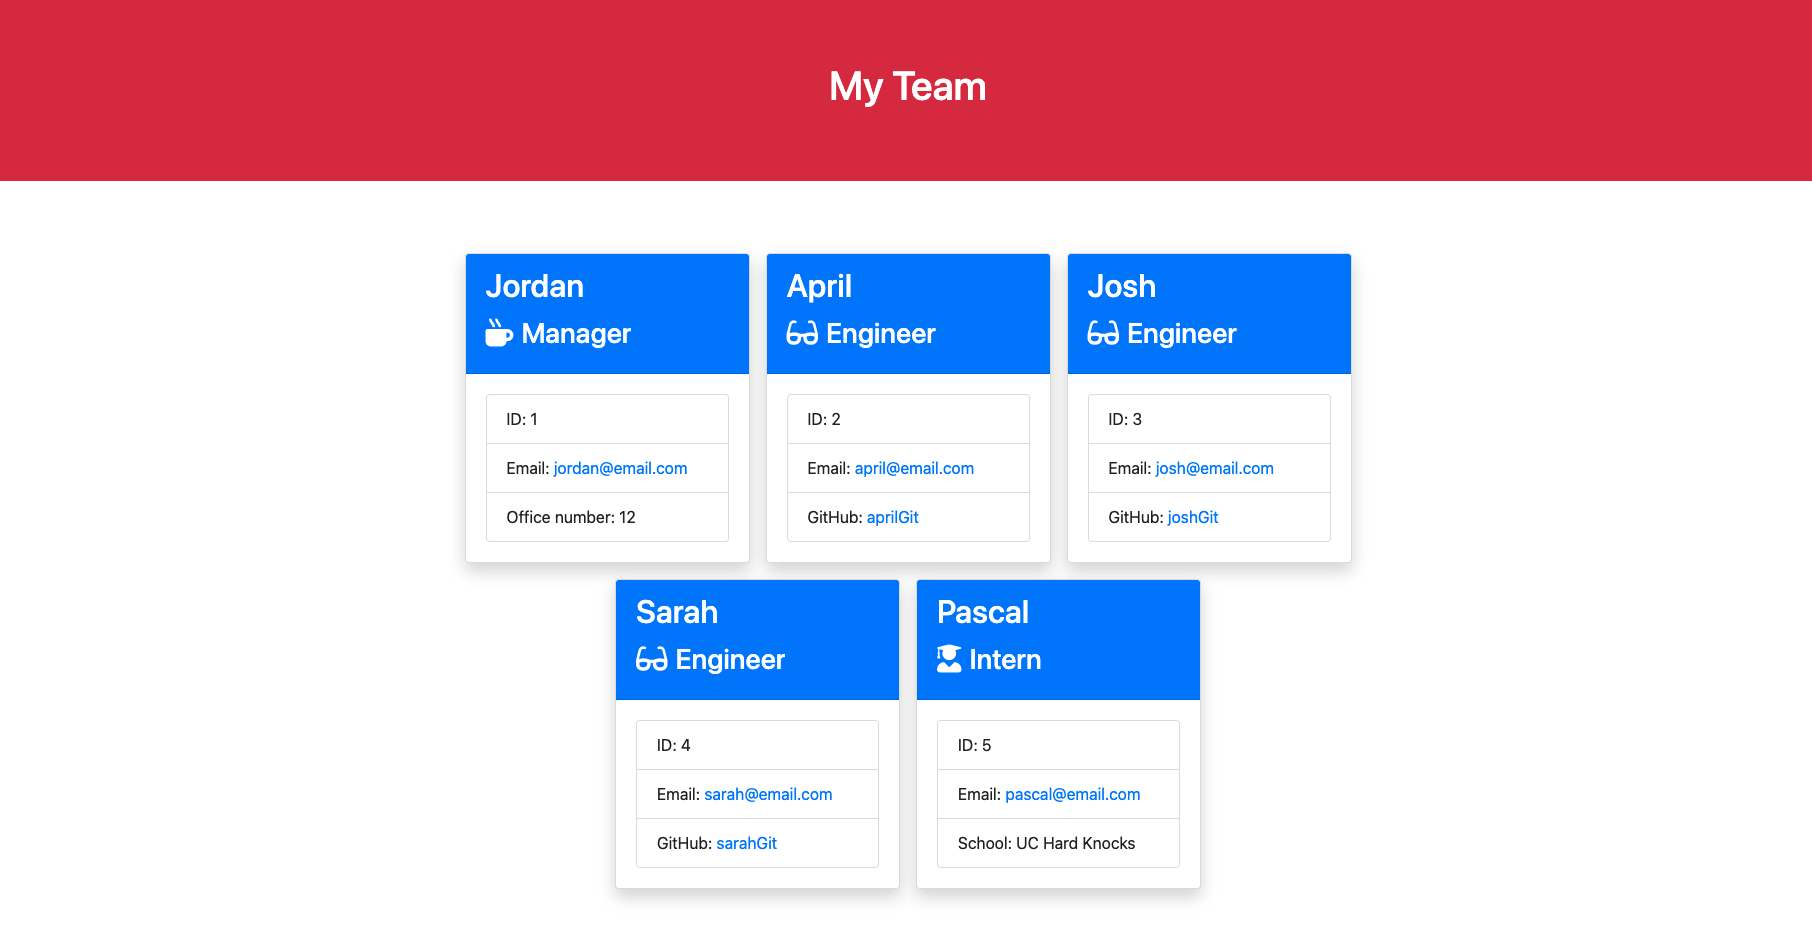 My Team
Jordan
Manager
ID: 1
Email: jordan@email.com
Office number: 12
April
Engineer
ID: 2
Email: april@email.com
GitHub: aprilGit
Josh
Engineer
ID: 3
Email: josh@email.com
GitHub: joshGit
Sarah
Engineer
ID: 4
Email: sarah@email.com
GitHub: sarahGit
Pascal
Intern
ID: 5
Email: pascal@email.com
School: UC Hard Knocks